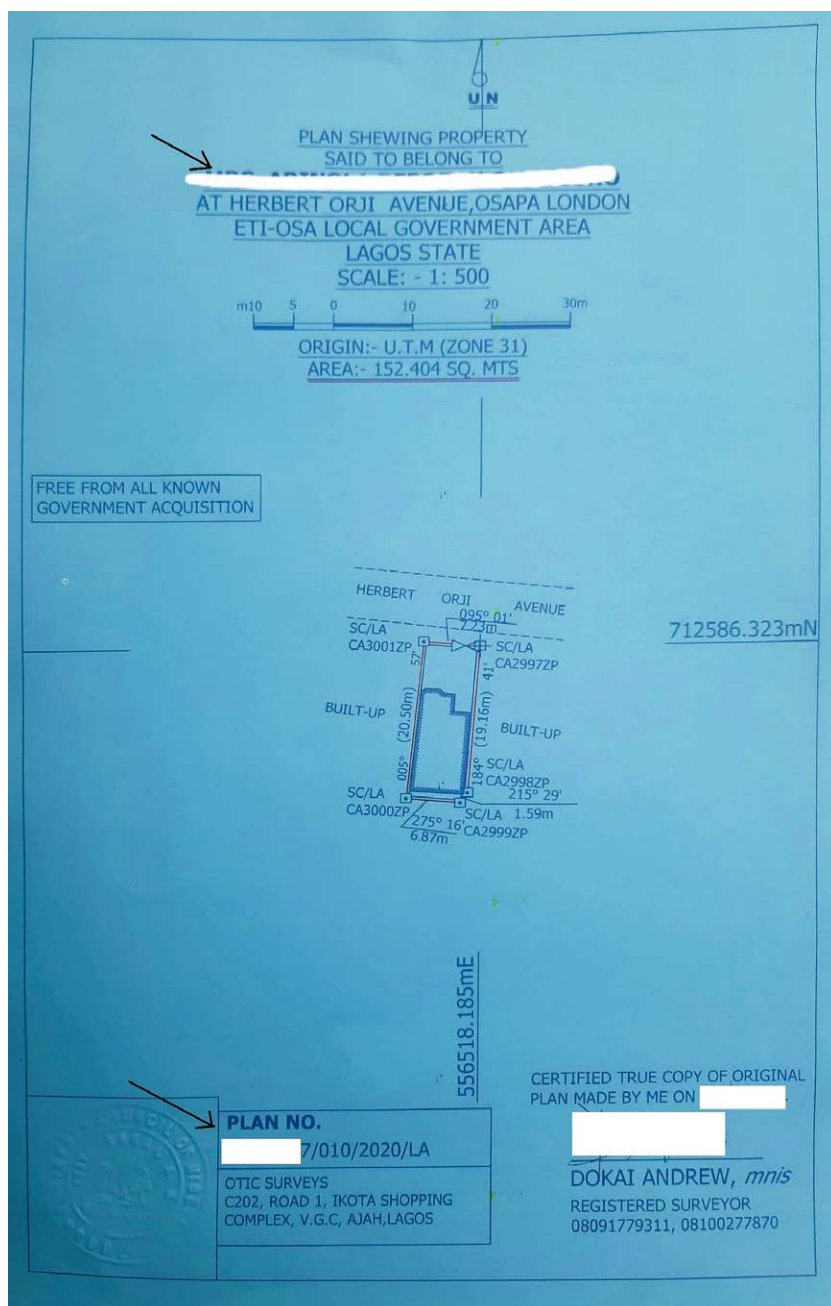 U N
PLAN SHEWING PROPERTY
SAID TO BELONG TO
AT HERBERT ORJI AVENUE,OSAPA LONDON
ETI-OSA LOCAL GOVERNMENT AREA
LAGOS STATE
SCALE: - 1: 500
m10 5 0 10 20 30m
ORIGIN:- U.T.M (ZONE 31)
AREA:- 152.404 SQ. MTS
FREE FROM ALL KNOWN
GOVERNMENT ACQUISITION
HERBERT ORJI AVENUE
095° 01'
7.23m
712586.323mN
SC/LA
CA3001ZP
SC/LA
CA2997ZP
005° 57'
(20.50m)
184° 41'
(19.16m)
BUILT-UP
BUILT-UP
SC/LA
CA2998ZP
215° 29'
1.59m
SC/LA
CA3000ZP
SC/LA
CA2999ZP
275° 16'
6.87m
556518.185mE
CERTIFIED TRUE COPY OF ORIGINAL
PLAN MADE BY ME ON
PLAN NO.
7/010/2020/LA
OTIC SURVEYS
C202, ROAD 1, IKOTA SHOPPING
COMPLEX, V.G.C, AJAH,LAGOS
DOKAI ANDREW, mnis
REGISTERED SURVEYOR
08091779311, 08100277870